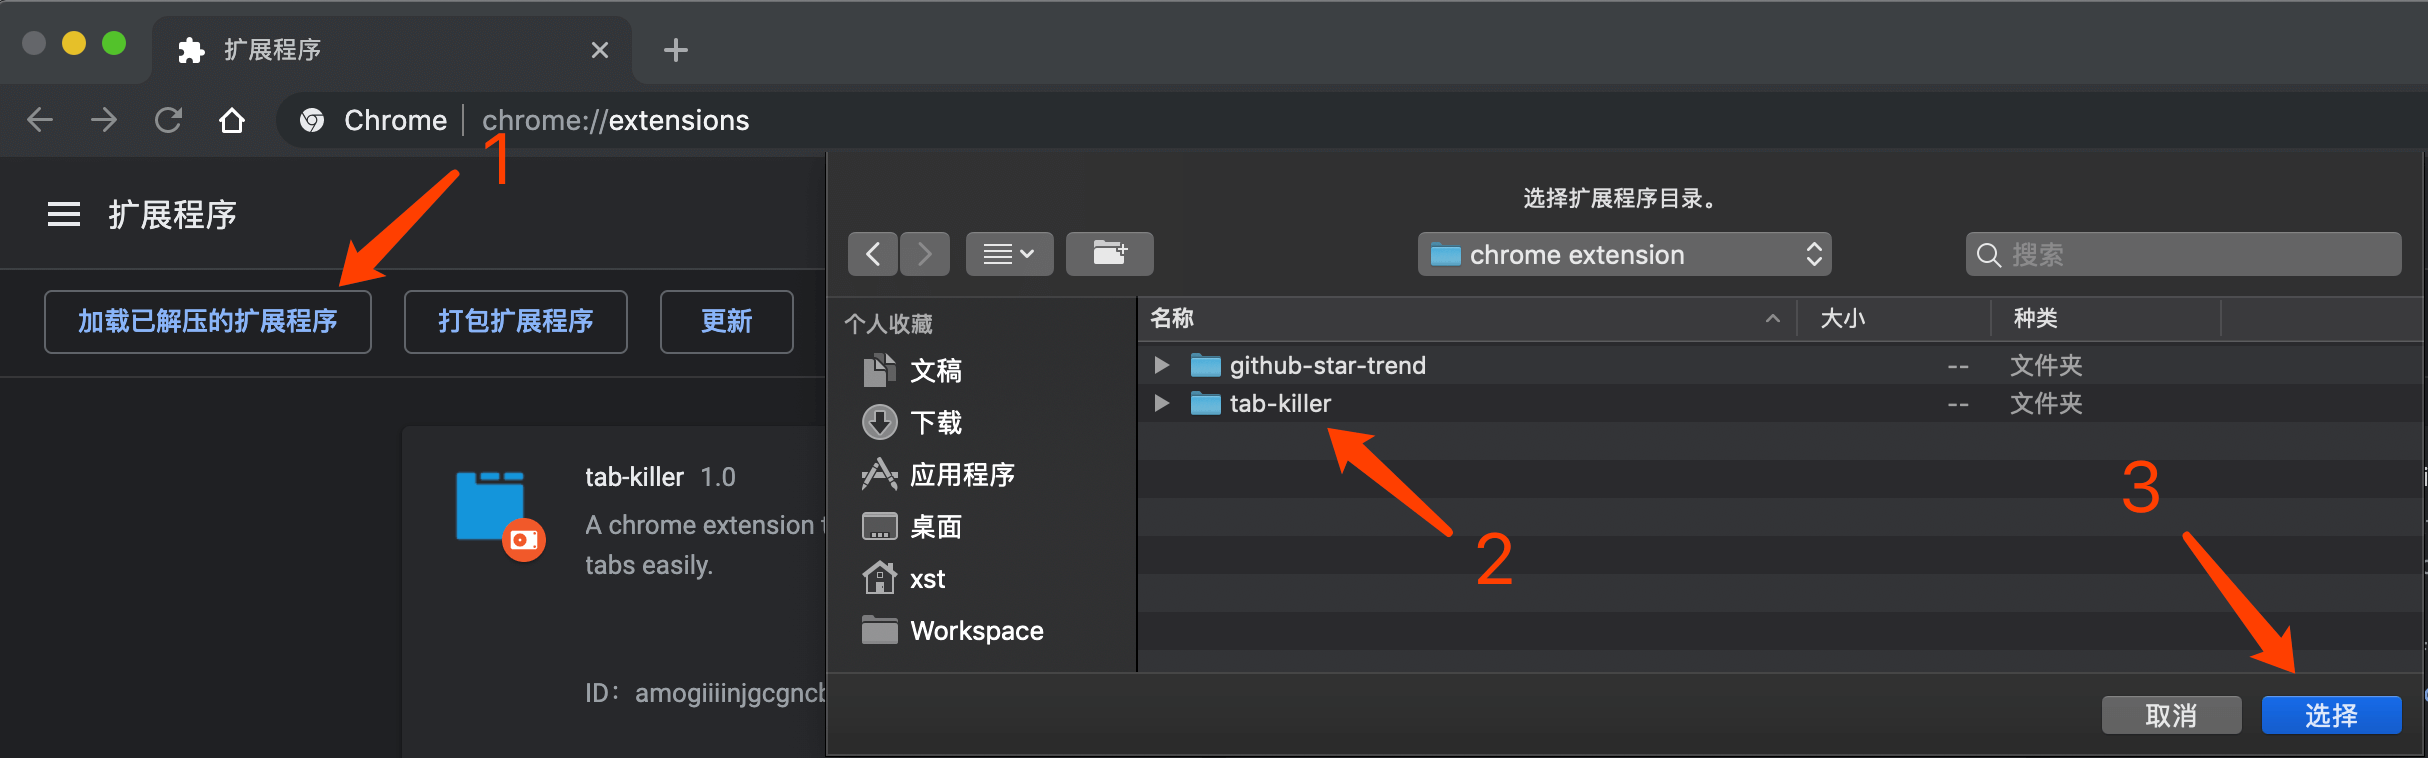 扩展程序
Chrome
chrome://extensions
1
扩展程序
加载已解压的扩展程序
打包扩展程序
更新
tab-killer 1.0
A chrome extension
tabs easily.
ID: amogiiiinjgcgncb
选择扩展程序目录。
chrome extension
搜索
个人收藏
文稿
下载
应用程序
桌面
xst
Workspace
名称 大小 种类
github-star-trend -- 文件夹
tab-killer -- 文件夹
2
3
取消
选择